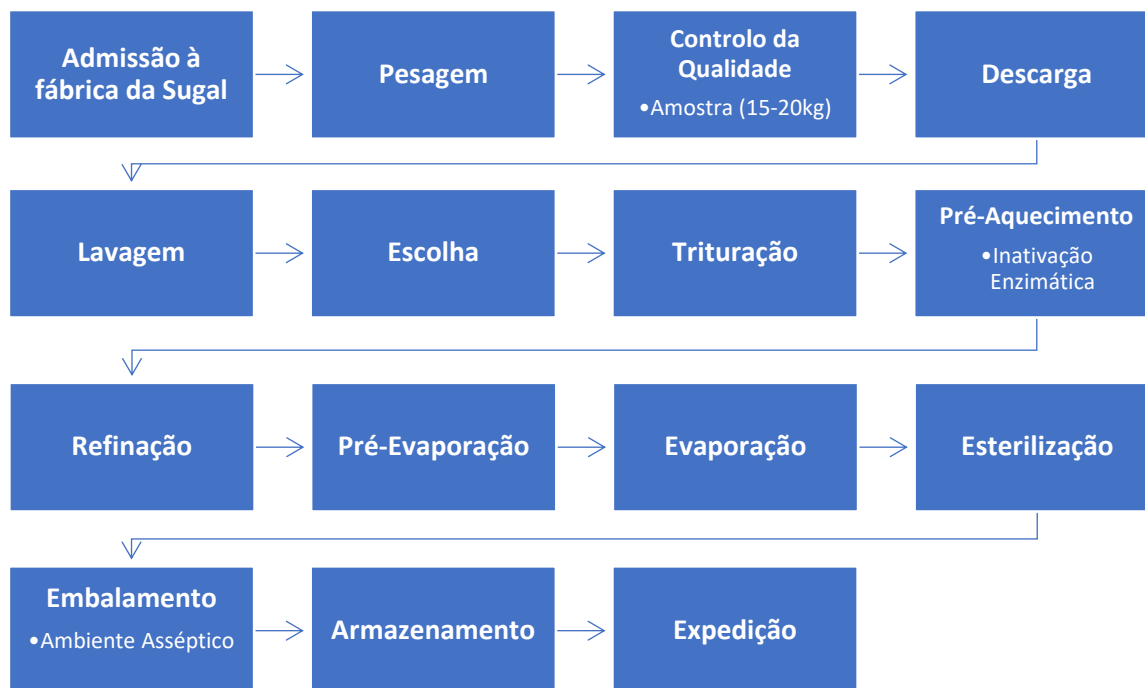 Admissão à
fábrica da Sugal
Pesagem
Controlo da
Qualidade
•Amostra (15-20kg)
Descarga
Lavagem
Escolha
Trituração
Pré-Aquecimento
•Inativação
Enzimática
Refinação
Pré-Evaporação
Evaporação
Esterilização
Embalamento
•Ambiente Asséptico
Armazenamento
Expedição